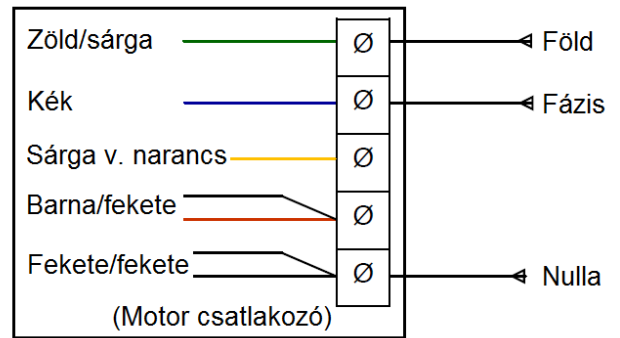 Zöld/sárga Ø Föld
Kék Ø Fázis
Sárga v. narancs Ø
Barna/fekete Ø
Fekete/fekete Ø Nulla
(Motor csatlakozó)